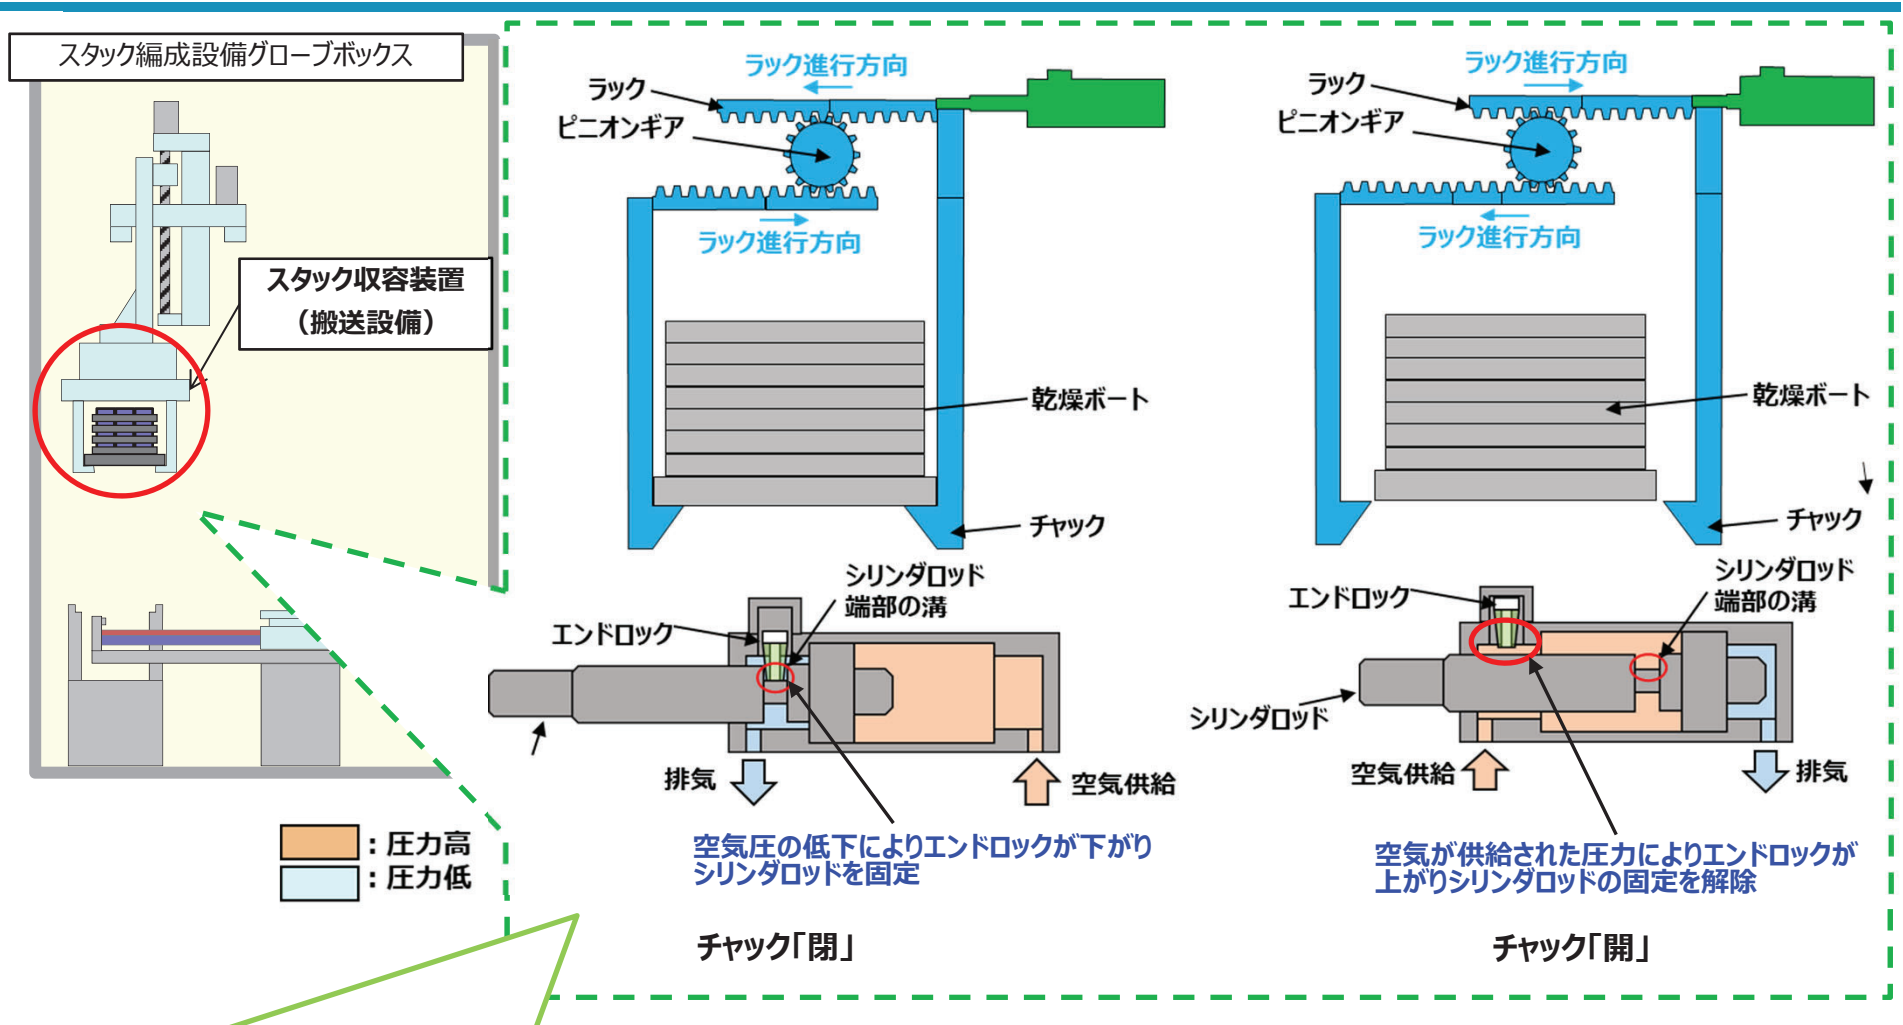 スタック編成設備グローブボックス
スタック収容装置
（搬送設備）
：圧力高
：圧力低
ラック進行方向
ラック
ピニオンギア
ラック進行方向
乾燥ボート
チャック
シリンダロッド
端部の溝
エンドロック
排気
空気供給
空気圧の低下によりエンドロックが下がり
シリンダロッドを固定
チャック「閉」
ラック進行方向
ラック
ピニオンギア
ラック進行方向
乾燥ボート
チャック
シリンダロッド
端部の溝
エンドロック
シリンダロッド
空気供給
排気
空気が供給された圧力によりエンドロックが
上がりシリンダロッドの固定を解除
チャック「開」